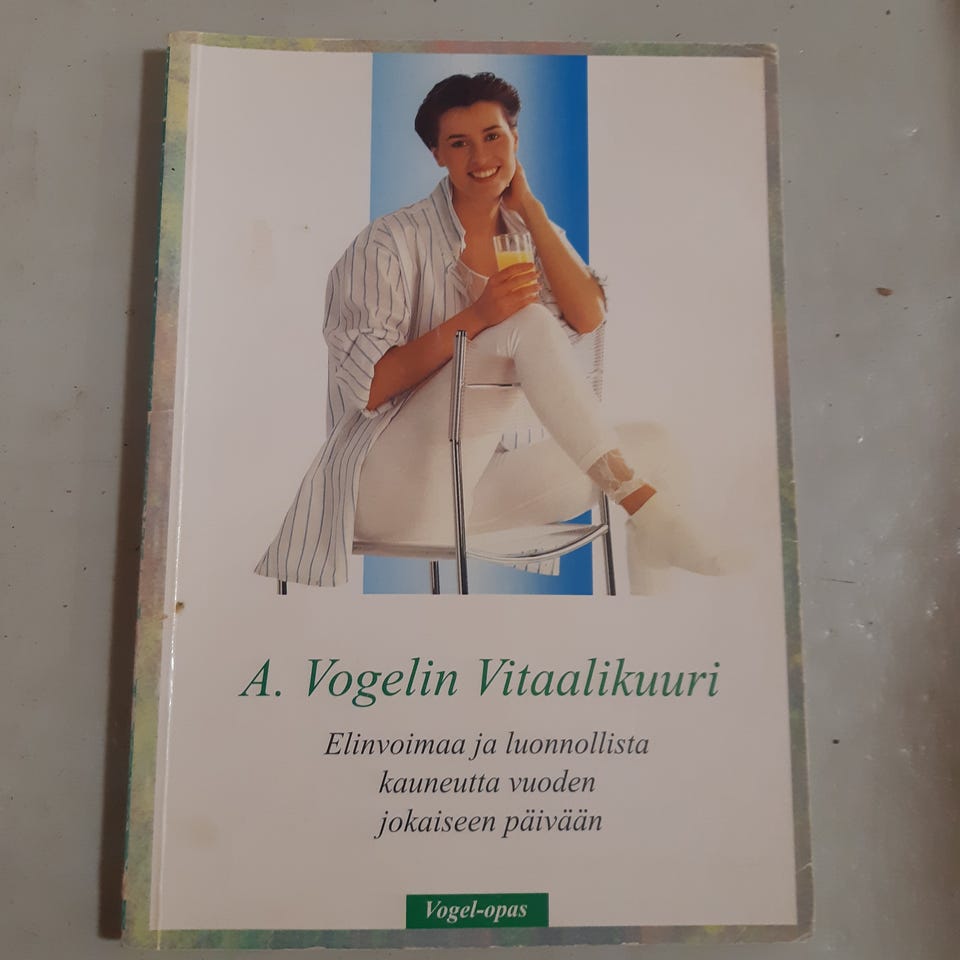 A. Vogelin Vitaalikuuri
Elinvoimaa ja luonnollista
kauneutta vuoden
jokaiseen päivään
Vogel-opas